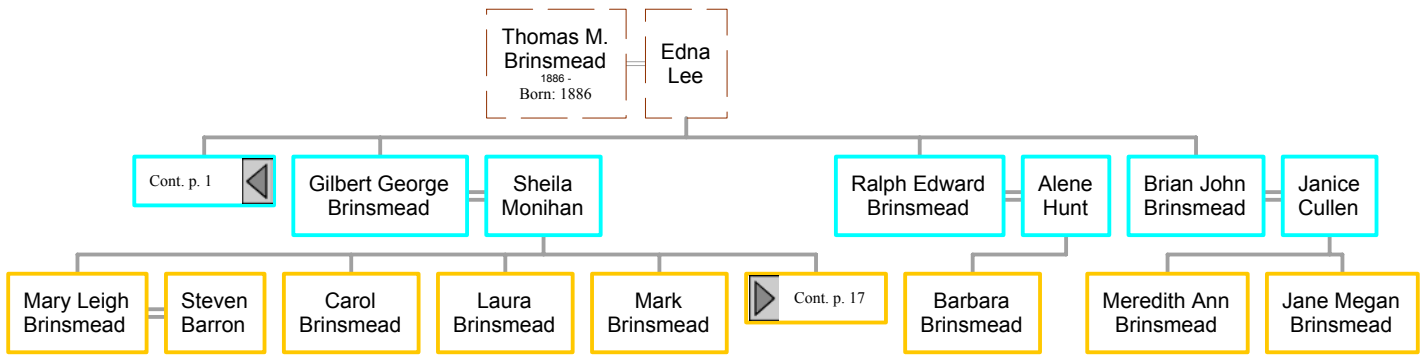 Thomas M.
Brinsmead
1886 -
Born: 1886
Edna
Lee
Cont. p. 1
Gilbert George
Brinsmead
Sheila
Monihan
Ralph Edward
Brinsmead
Alene
Hunt
Brian John
Brinsmead
Janice
Cullen
Mary Leigh
Brinsmead
Steven
Barron
Carol
Brinsmead
Laura
Brinsmead
Mark
Brinsmead
Cont. p. 17
Barbara
Brinsmead
Meredith Ann
Brinsmead
Jane Megan
Brinsmead